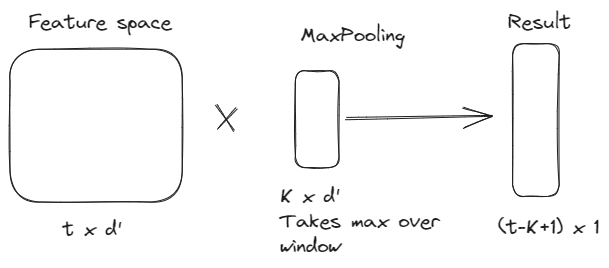 Feature space
MaxPooling
Result
X
t x d'
K x d'
Takes max over
window
(t-K+1) x 1